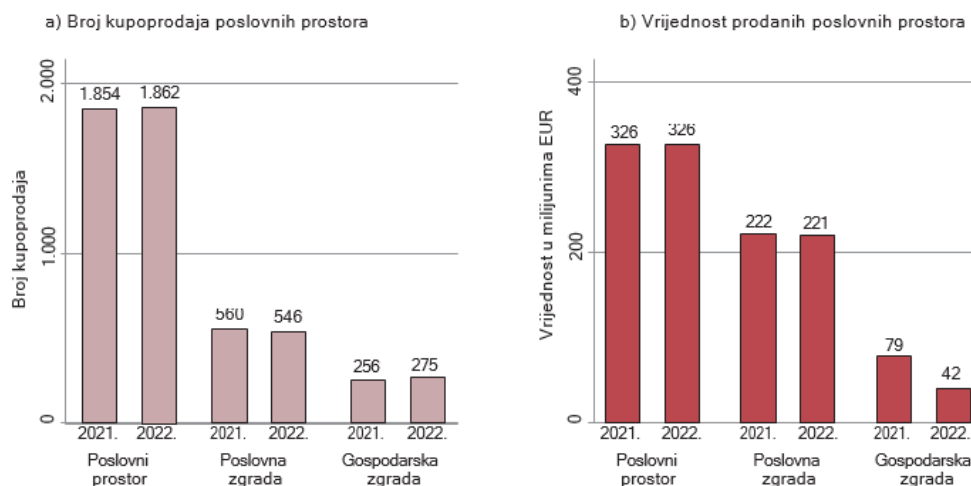 a) Broj kupoprodaja poslovnih prostora
Broj kupoprodaja
2.000
1.000
0
1.854
1.862
560
546
256
275
2021.
2022.
2021.
2022.
2021.
2022.
Poslovni
prostor
Poslovna
zgrada
Gospodarska
zgrada
b) Vrijednost prodanih poslovnih prostora
Vrijednost u milijunima EUR
400
200
0
326
326
222
221
79
42
2021.
2022.
2021.
2022.
2021.
2022.
Poslovni
prostor
Poslovna
zgrada
Gospodarska
zgrada